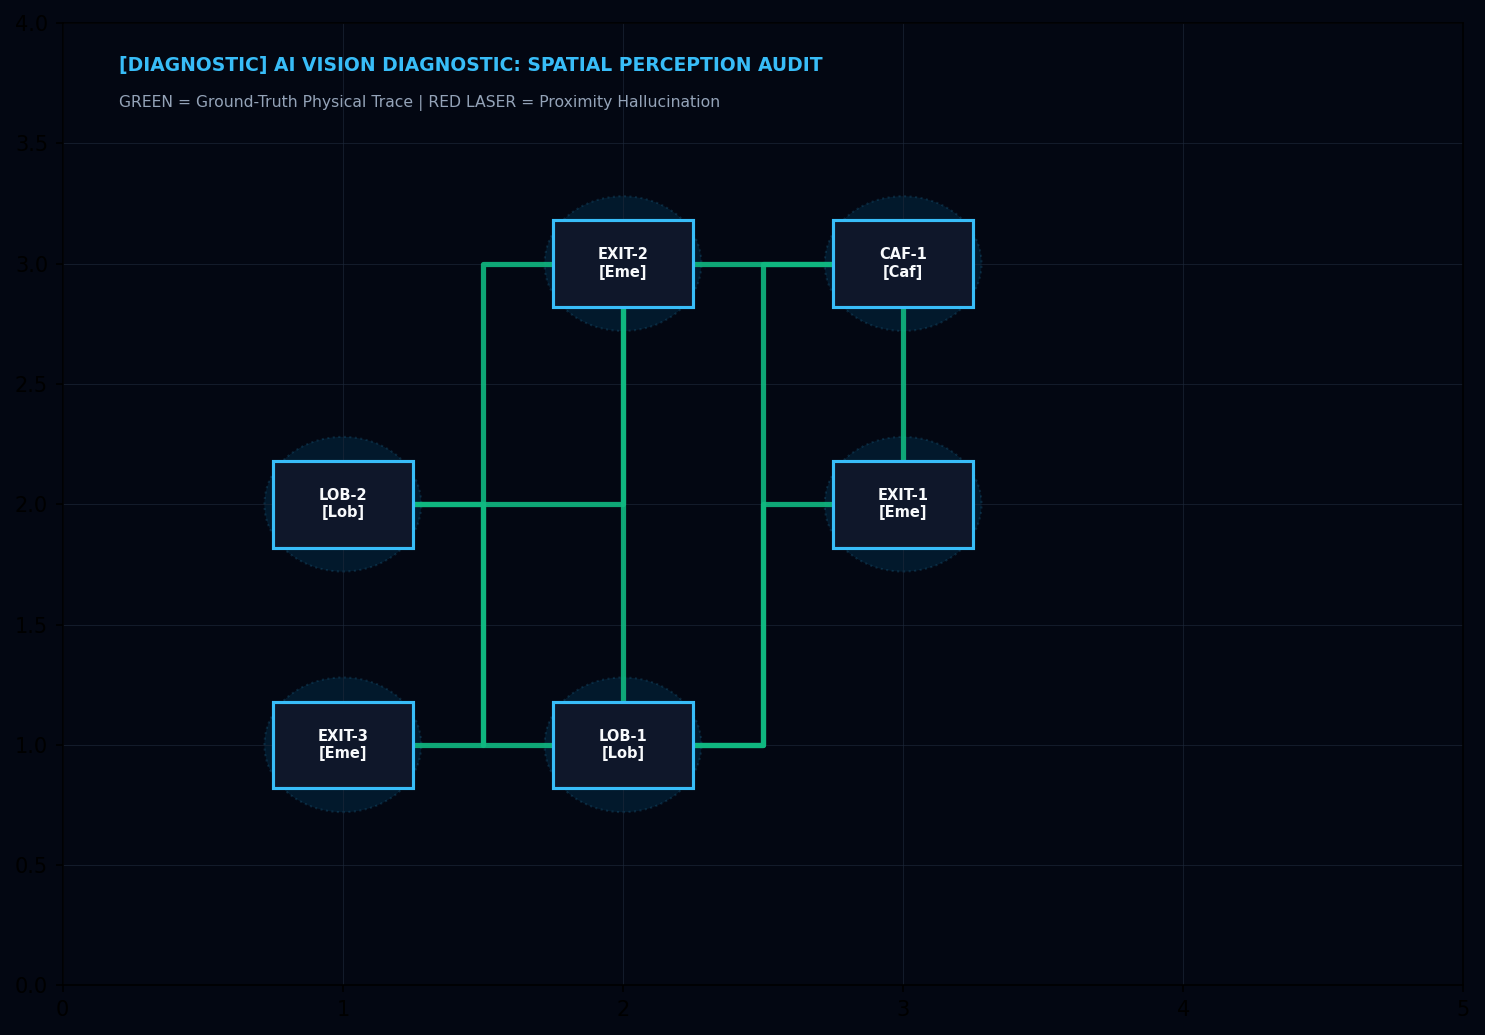 4.0
[DIAGNOSTIC] AI VISION DIAGNOSTIC: SPATIAL PERCEPTION AUDIT
GREEN = Ground-Truth Physical Trace | RED LASER = Proximity Hallucination
3.5
3.0
EXIT-2
[Eme]
CAF-1
[Caf]
2.5
2.0
LOB-2
[Lob]
EXIT-1
[Eme]
1.5
1.0
EXIT-3
[Eme]
LOB-1
[Lob]
0.5
0.0
0 1 2 3 4 5